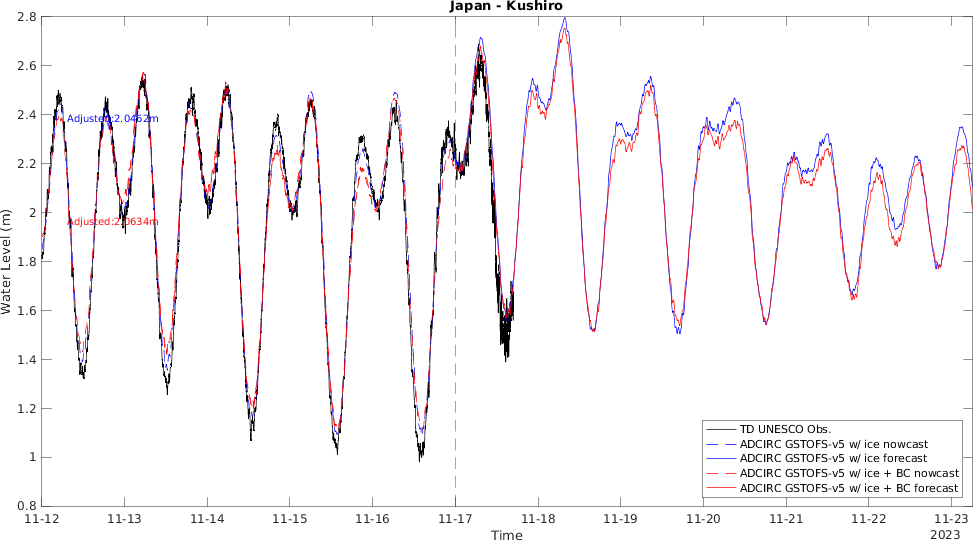 Japan - Kushiro
Water Level (m)
2.8
2.6
2.4
2.2
2
1.8
1.6
1.4
1.2
1
0.8
Adjusted:2.0462m
Adjusted:2.0634m
TD UNESCO Obs.
ADCIRC GSTOFS-v5 w/ ice nowcast
ADCIRC GSTOFS-v5 w/ ice forecast
ADCIRC GSTOFS-v5 w/ ice + BC nowcast
ADCIRC GSTOFS-v5 w/ ice + BC forecast
11-12 11-13 11-14 11-15 11-16 11-17 11-18 11-19 11-20 11-21 11-22 11-23
Time
2023